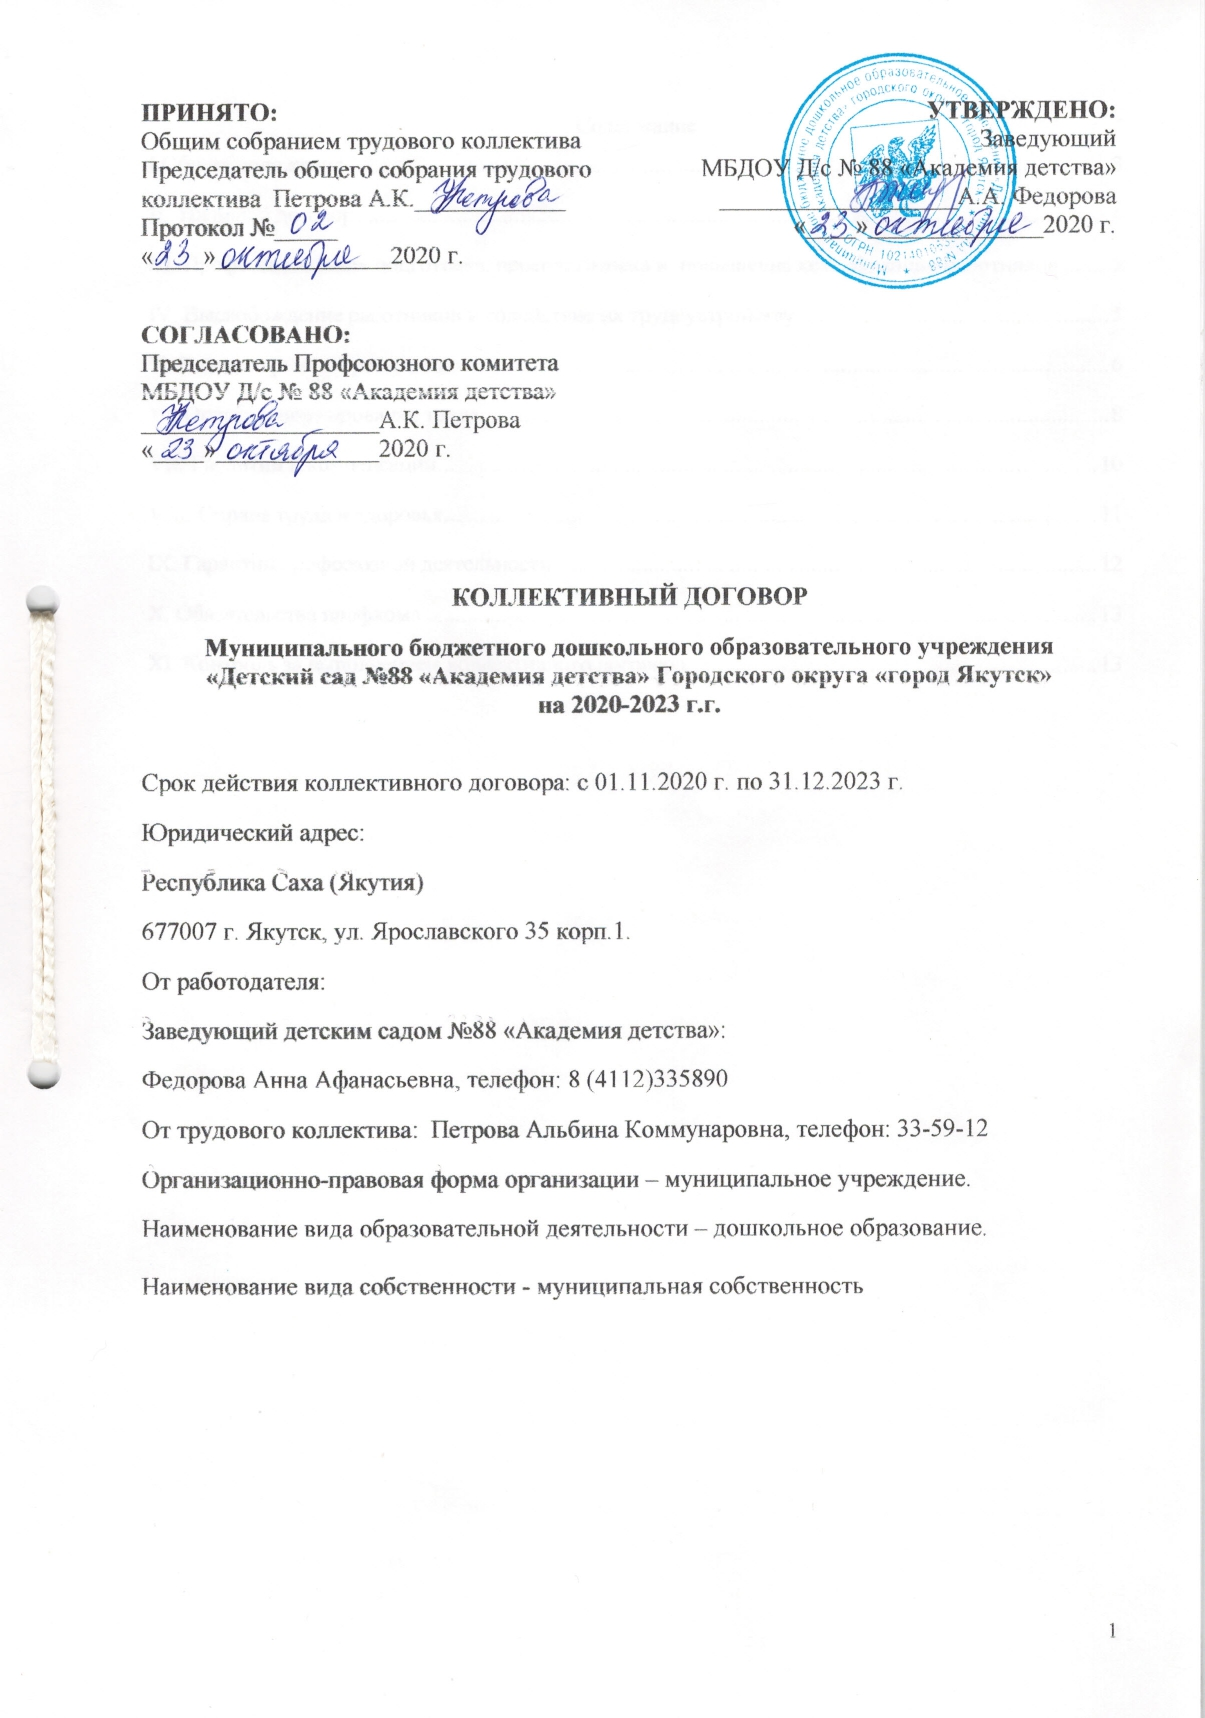 ПРИНЯТО:
Общим собранием трудового коллектива
Председатель общего собрания трудового
коллектива Петрова А.К. Петрова
Протокол № 02
«23» октября 2020 г.
УТВЕРЖДЕНО:
Заведующий
МБДОУ Д/с № 88 «Академия детства»
А.А. Федорова
«23» октября 2020 г.
СОГЛАСОВАНО:
Председатель Профсоюзного комитета
МБДОУ Д/с № 88 «Академия детства»
Петрова А.К. Петрова
«23» октября 2020 г.
КОЛЛЕКТИВНЫЙ ДОГОВОР
Муниципального бюджетного дошкольного образовательного учреждения
«Детский сад №88 «Академия детства» Городского округа «город Якутск»
на 2020-2023 г.г.
Срок действия коллективного договора: с 01.11.2020 г. по 31.12.2023 г.
Юридический адрес:
Республика Саха (Якутия)
677007 г. Якутск, ул. Ярославского 35 корп.1.
От работодателя:
Заведующий детским садом №88 «Академия детства»:
Федорова Анна Афанасьевна, телефон: 8 (4112)335890
От трудового коллектива: Петрова Альбина Коммунаровна, телефон: 33-59-12
Организационно-правовая форма организации – муниципальное учреждение.
Наименование вида образовательной деятельности – дошкольное образование.
Наименование вида собственности - муниципальная собственность
1